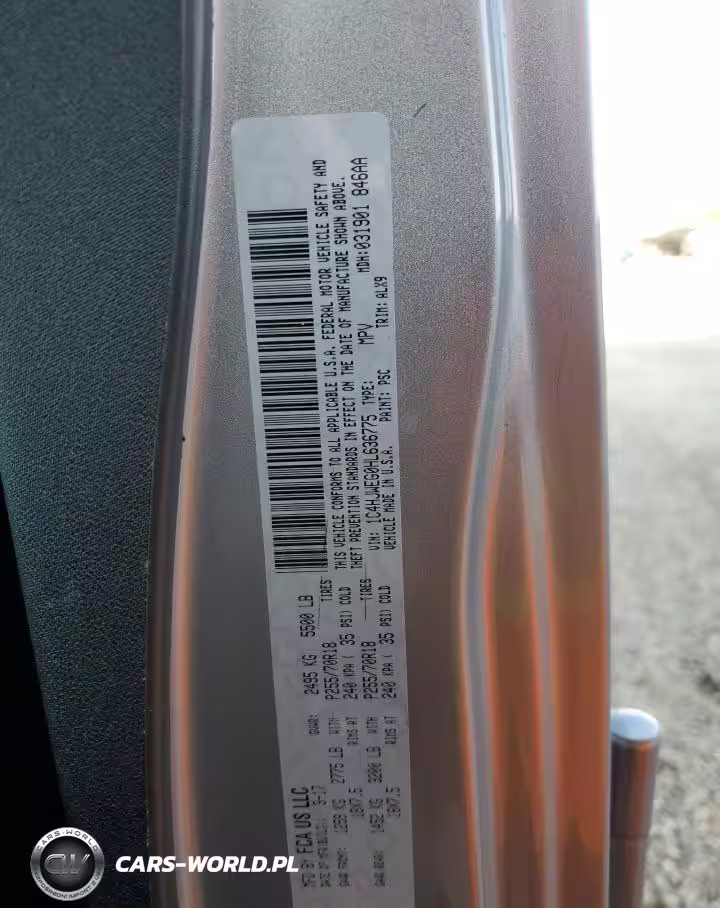 MFD BY FCA US LLC
DATE OF MFR 5-17 GVWR: 2495 KG 5500 LB
GAWR FRONT: 1259 KG 2775 LB WITH P255/70R18 TIRES
18X7.5 RIMS AT 240 KPA ( 35 PSI) COLD
GAWR REAR: 1452 KG 3200 LB WITH P255/70R18 TIRES
18X7.5 RIMS AT 240 KPA ( 35 PSI) COLD
THIS VEHICLE CONFORMS TO ALL APPLICABLE U.S.A. FEDERAL MOTOR VEHICLE SAFETY AND
THEFT PREVENTION STANDARDS IN EFFECT ON THE DATE OF MANUFACTURE SHOWN ABOVE.
VIN: 1C4HJWEG0HL636775 TYPE: MPV MDH:031901 846AA
VEHICLE MADE IN U.S.A. PAINT: PSC TRIM: ALX9
CARS-WORLD
CW
CARS-WORLD.PL